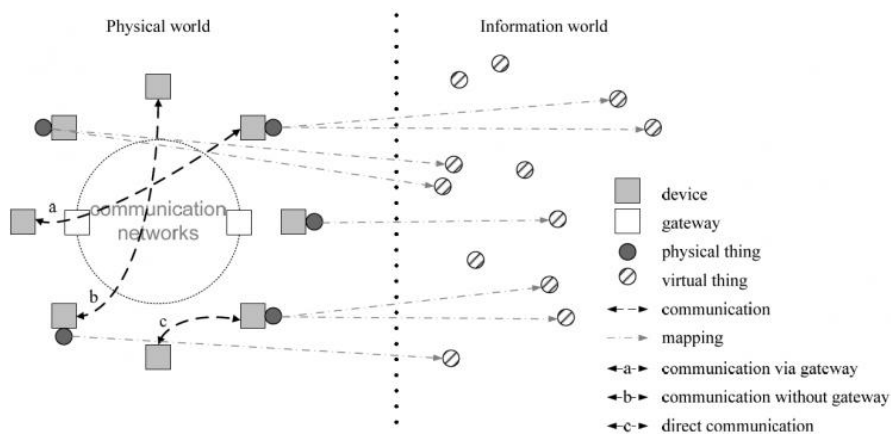 Physical world
Information world
a
communication
networks
b
c
device
gateway
physical thing
virtual thing
communication
mapping
a communication via gateway
b communication without gateway
c direct communication